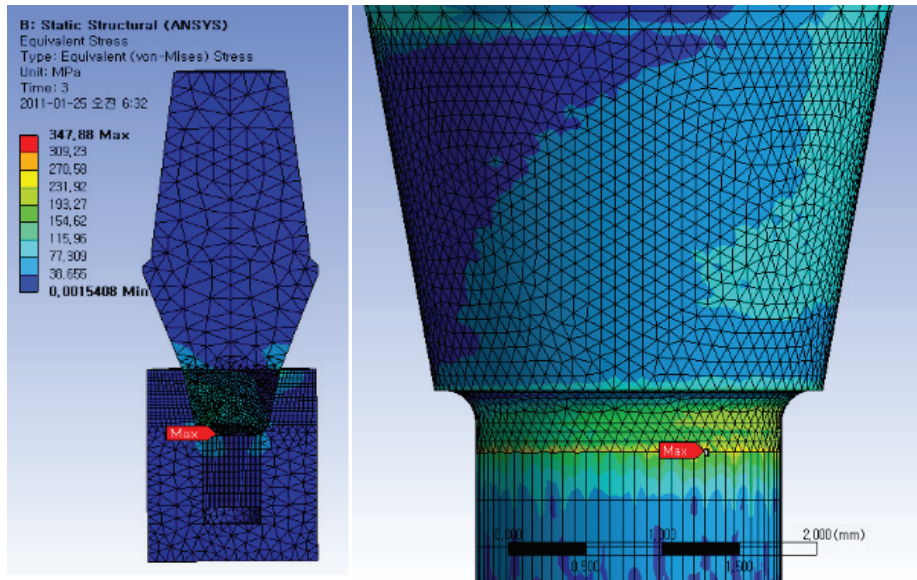 B: Static Structural (ANSYS)
Equivalent Stress
Type: Equivalent (von-Mises) Stress
Unit: MPa
Time: 3
2011-01-25 오전 6:32
347,88 Max
309,23
270,58
231,92
193,27
154,62
115,96
77,309
38,655
0,0015408 Min
Max
Max
0,000
1,000
2,000 (mm)
0,500
1,500